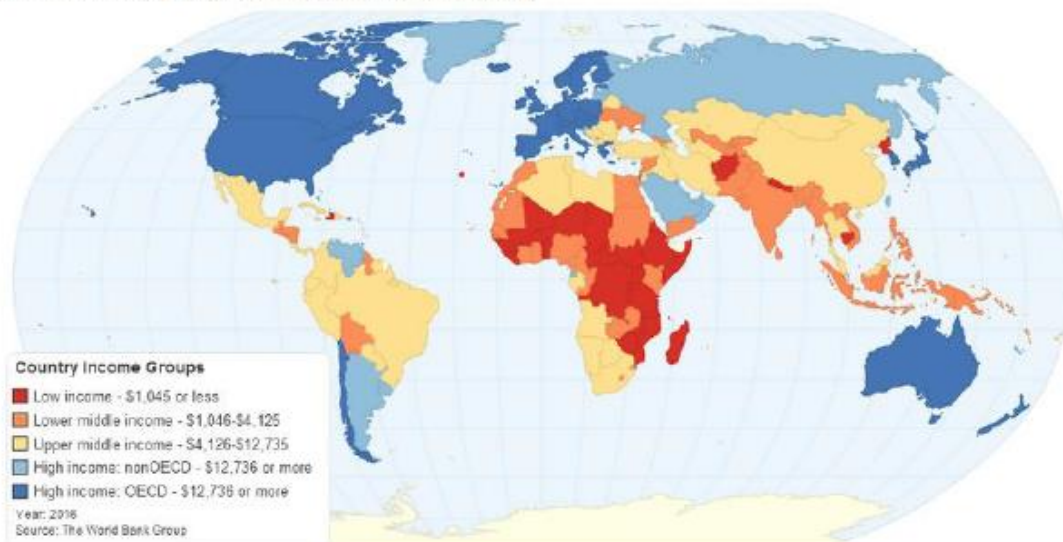 Country Income Groups
Low income - $1,045 or less
Lower middle income - $1,046-$4,125
Upper middle income - $4,126-$12,735
High income: nonOECD - $12,736 or more
High income: OECD - $12,736 or more
Year: 2016
Source: The World Bank Group